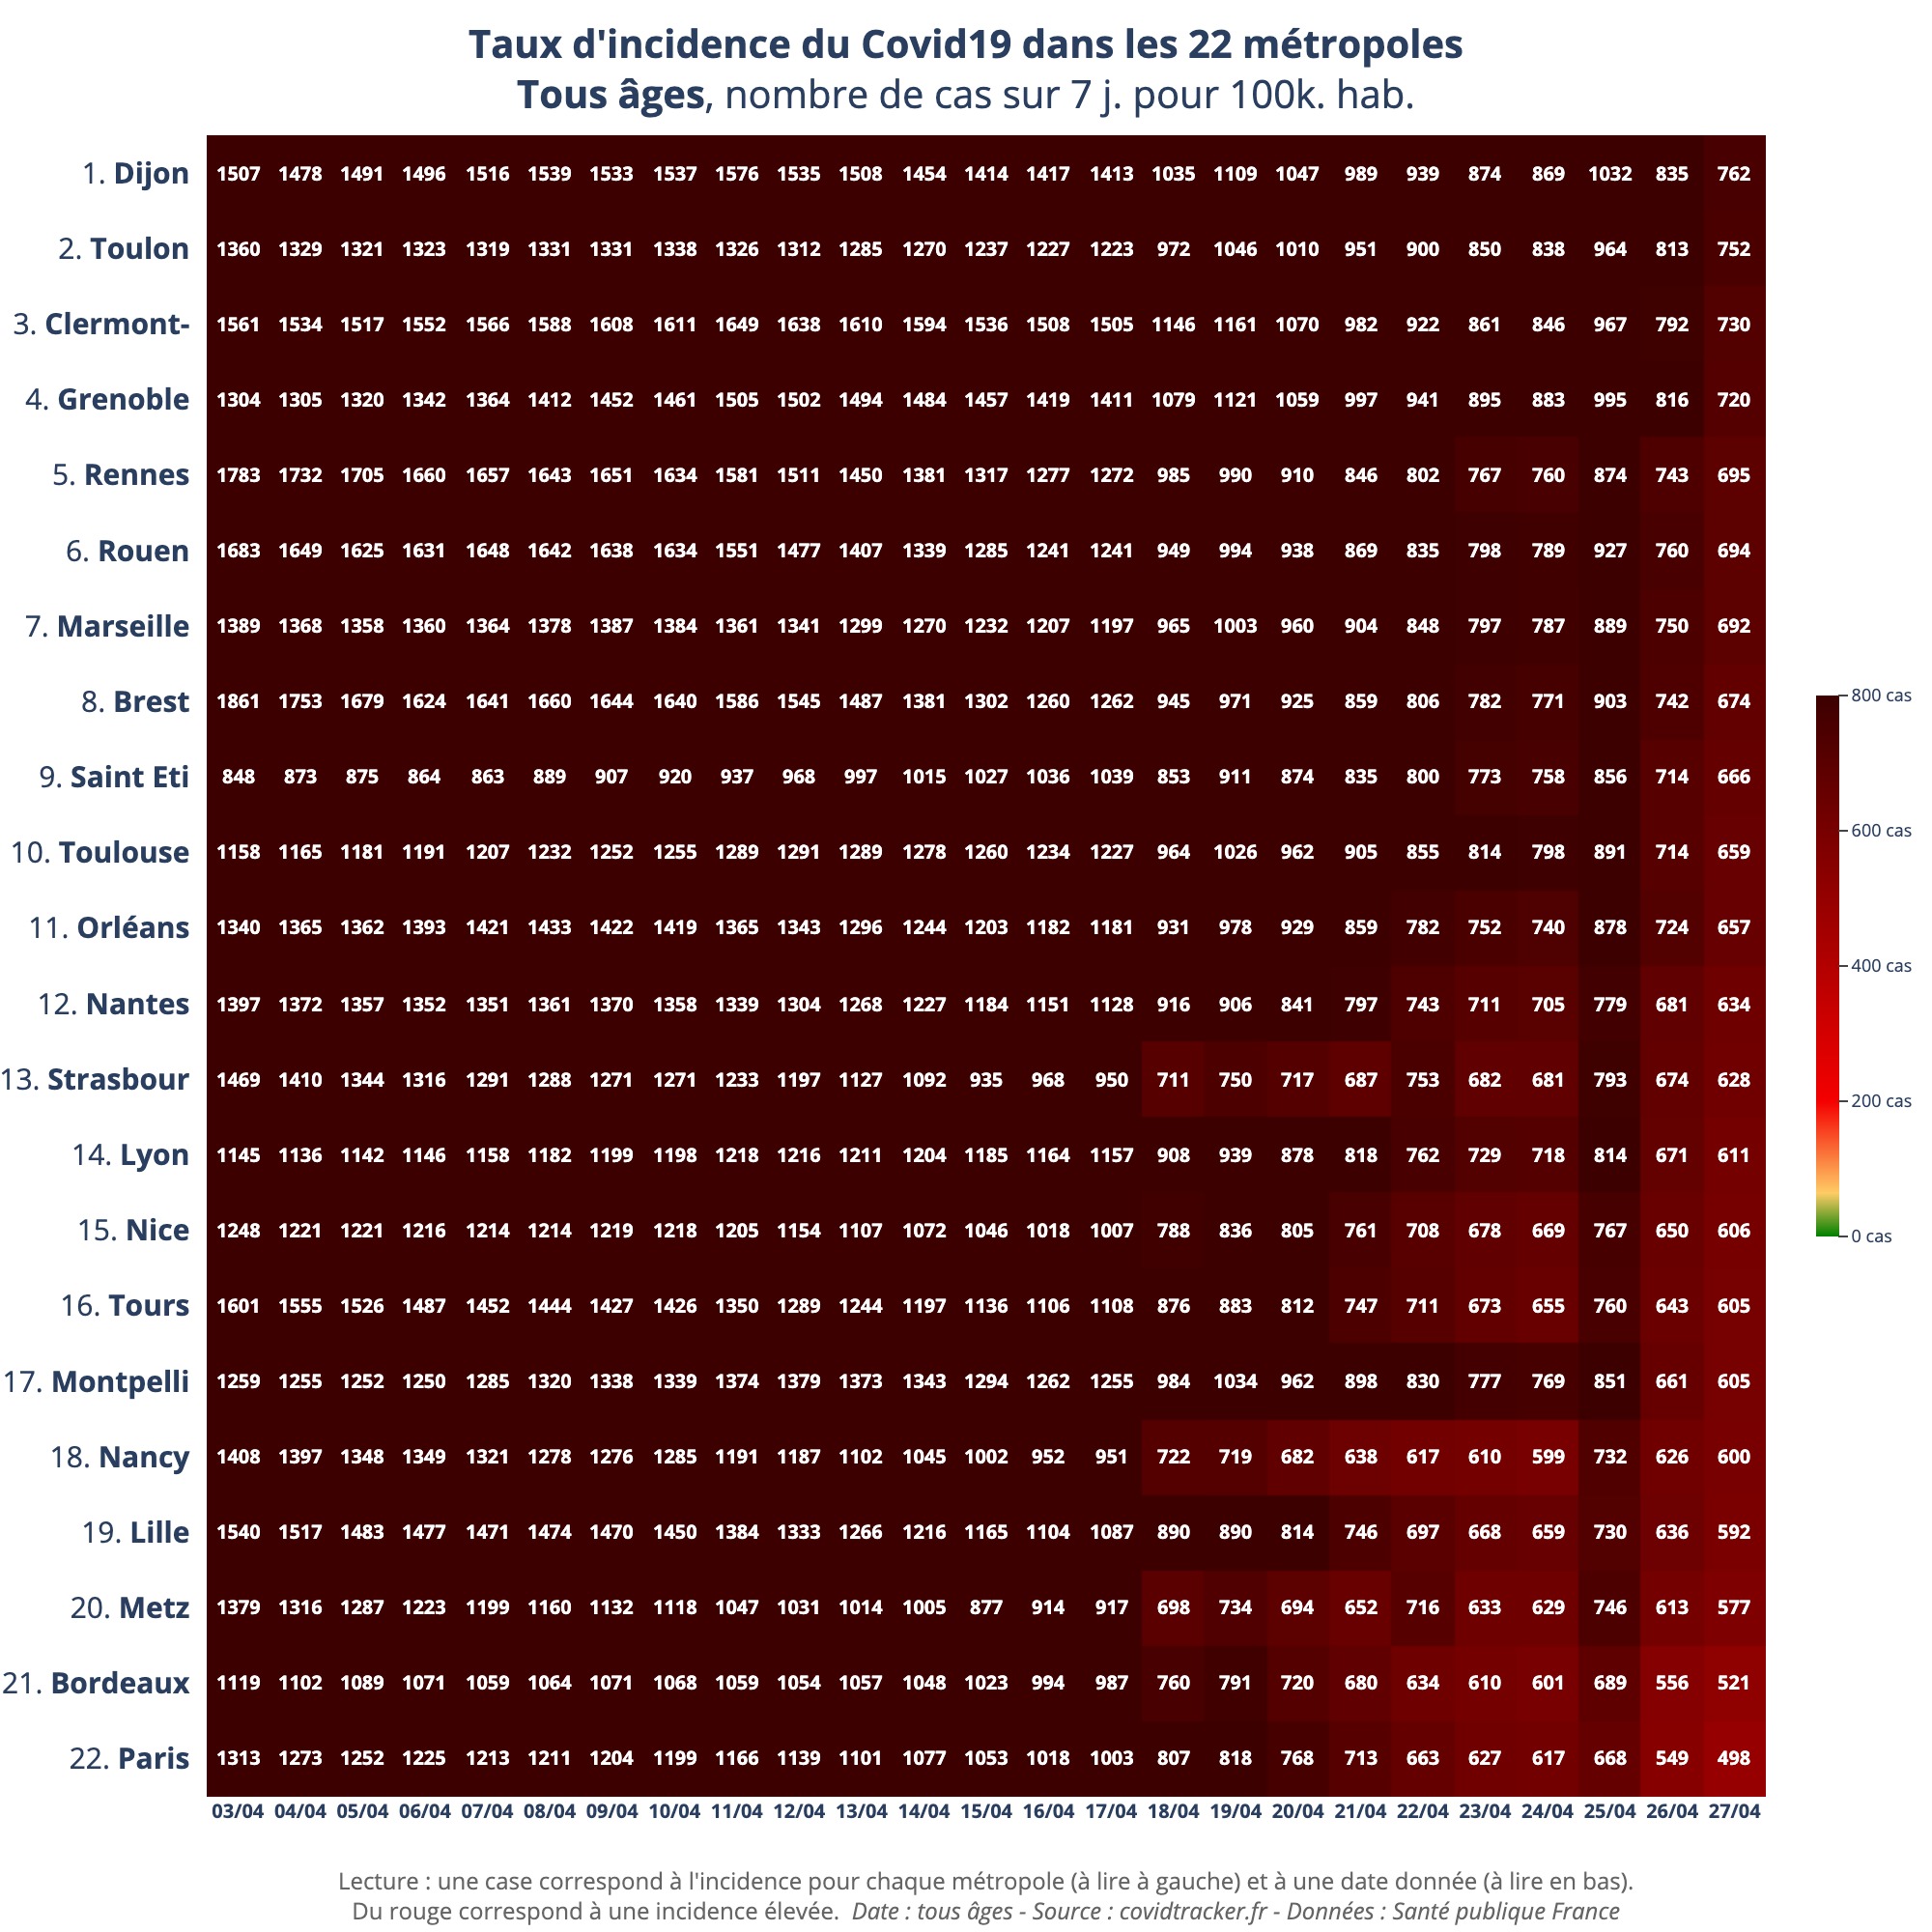 Taux d'incidence du Covid19 dans les 22 métropoles
Tous âges, nombre de cas sur 7 j. pour 100k. hab.
1. Dijon 1507 1478 1491 1496 1516 1539 1533 1537 1576 1535 1508 1454 1414 1417 1413 1035 1109 1047 989 939 874 869 1032 835 762
2. Toulon 1360 1329 1321 1323 1319 1331 1331 1338 1326 1312 1285 1270 1237 1227 1223 972 1046 1010 951 900 850 838 964 813 752
3. Clermont- 1561 1534 1517 1552 1566 1588 1608 1611 1649 1638 1610 1594 1536 1508 1505 1146 1161 1070 982 922 861 846 967 792 730
4. Grenoble 1304 1305 1320 1342 1364 1412 1452 1461 1505 1502 1494 1484 1457 1419 1411 1079 1121 1059 997 941 895 883 995 816 720
5. Rennes 1783 1732 1705 1660 1657 1643 1651 1634 1581 1511 1450 1381 1317 1277 1272 985 990 910 846 802 767 760 874 743 695
6. Rouen 1683 1649 1625 1631 1648 1642 1638 1634 1551 1477 1407 1339 1285 1241 1241 949 994 938 869 835 798 789 927 760 694
7. Marseille 1389 1368 1358 1360 1364 1378 1387 1384 1361 1341 1299 1270 1232 1207 1197 965 1003 960 904 848 797 787 889 750 692
8. Brest 1861 1753 1679 1624 1641 1660 1644 1640 1586 1545 1487 1381 1302 1260 1262 945 971 925 859 806 782 771 903 742 674
9. Saint Eti 848 873 875 864 863 889 907 920 937 968 997 1015 1027 1036 1039 853 911 874 835 800 773 758 856 714 666
10. Toulouse 1158 1165 1181 1191 1207 1232 1252 1255 1289 1291 1289 1278 1260 1234 1227 964 1026 962 905 855 814 798 891 714 659
11. Orléans 1340 1365 1362 1393 1421 1433 1422 1419 1365 1343 1296 1244 1203 1182 1181 931 978 929 859 782 752 740 878 724 657
12. Nantes 1397 1372 1357 1352 1351 1361 1370 1358 1339 1304 1268 1227 1184 1151 1128 916 906 841 797 743 711 705 779 681 634
13. Strasbour 1469 1410 1344 1316 1291 1288 1271 1271 1233 1197 1127 1092 935 968 950 711 750 717 687 753 682 681 793 674 628
14. Lyon 1145 1136 1142 1146 1158 1182 1199 1198 1218 1216 1211 1204 1185 1164 1157 908 939 878 818 762 729 718 814 671 611
15. Nice 1248 1221 1221 1216 1214 1214 1219 1218 1205 1154 1107 1072 1046 1018 1007 788 836 805 761 708 678 669 767 650 606
16. Tours 1601 1555 1526 1487 1452 1444 1427 1426 1350 1289 1244 1197 1136 1106 1108 876 883 812 747 711 673 655 760 643 605
17. Montpelli 1259 1255 1252 1250 1285 1320 1338 1339 1374 1379 1373 1343 1294 1262 1255 984 1034 962 898 830 777 769 851 661 605
18. Nancy 1408 1397 1348 1349 1321 1278 1276 1285 1191 1187 1102 1045 1002 952 951 722 719 682 638 617 610 599 732 626 600
19. Lille 1540 1517 1483 1477 1471 1474 1470 1450 1384 1333 1266 1216 1165 1104 1087 890 890 814 746 697 668 659 730 636 592
20. Metz 1379 1316 1287 1223 1199 1160 1132 1118 1047 1031 1014 1005 877 914 917 698 734 694 652 716 633 629 746 613 577
21. Bordeaux 1119 1102 1089 1071 1059 1064 1071 1068 1059 1054 1057 1048 1023 994 987 760 791 720 680 634 610 601 689 556 521
22. Paris 1313 1273 1252 1225 1213 1211 1204 1199 1166 1139 1101 1077 1053 1018 1003 807 818 768 713 663 627 617 668 549 498
03/04 04/04 05/04 06/04 07/04 08/04 09/04 10/04 11/04 12/04 13/04 14/04 15/04 16/04 17/04 18/04 19/04 20/04 21/04 22/04 23/04 24/04 25/04 26/04 27/04
800 cas
600 cas
400 cas
200 cas
0 cas
Lecture : une case correspond à l'incidence pour chaque métropole (à lire à gauche) et à une date donnée (à lire en bas).
Du rouge correspond à une incidence élevée. Date : tous âges - Source : covidtracker.fr - Données : Santé publique France